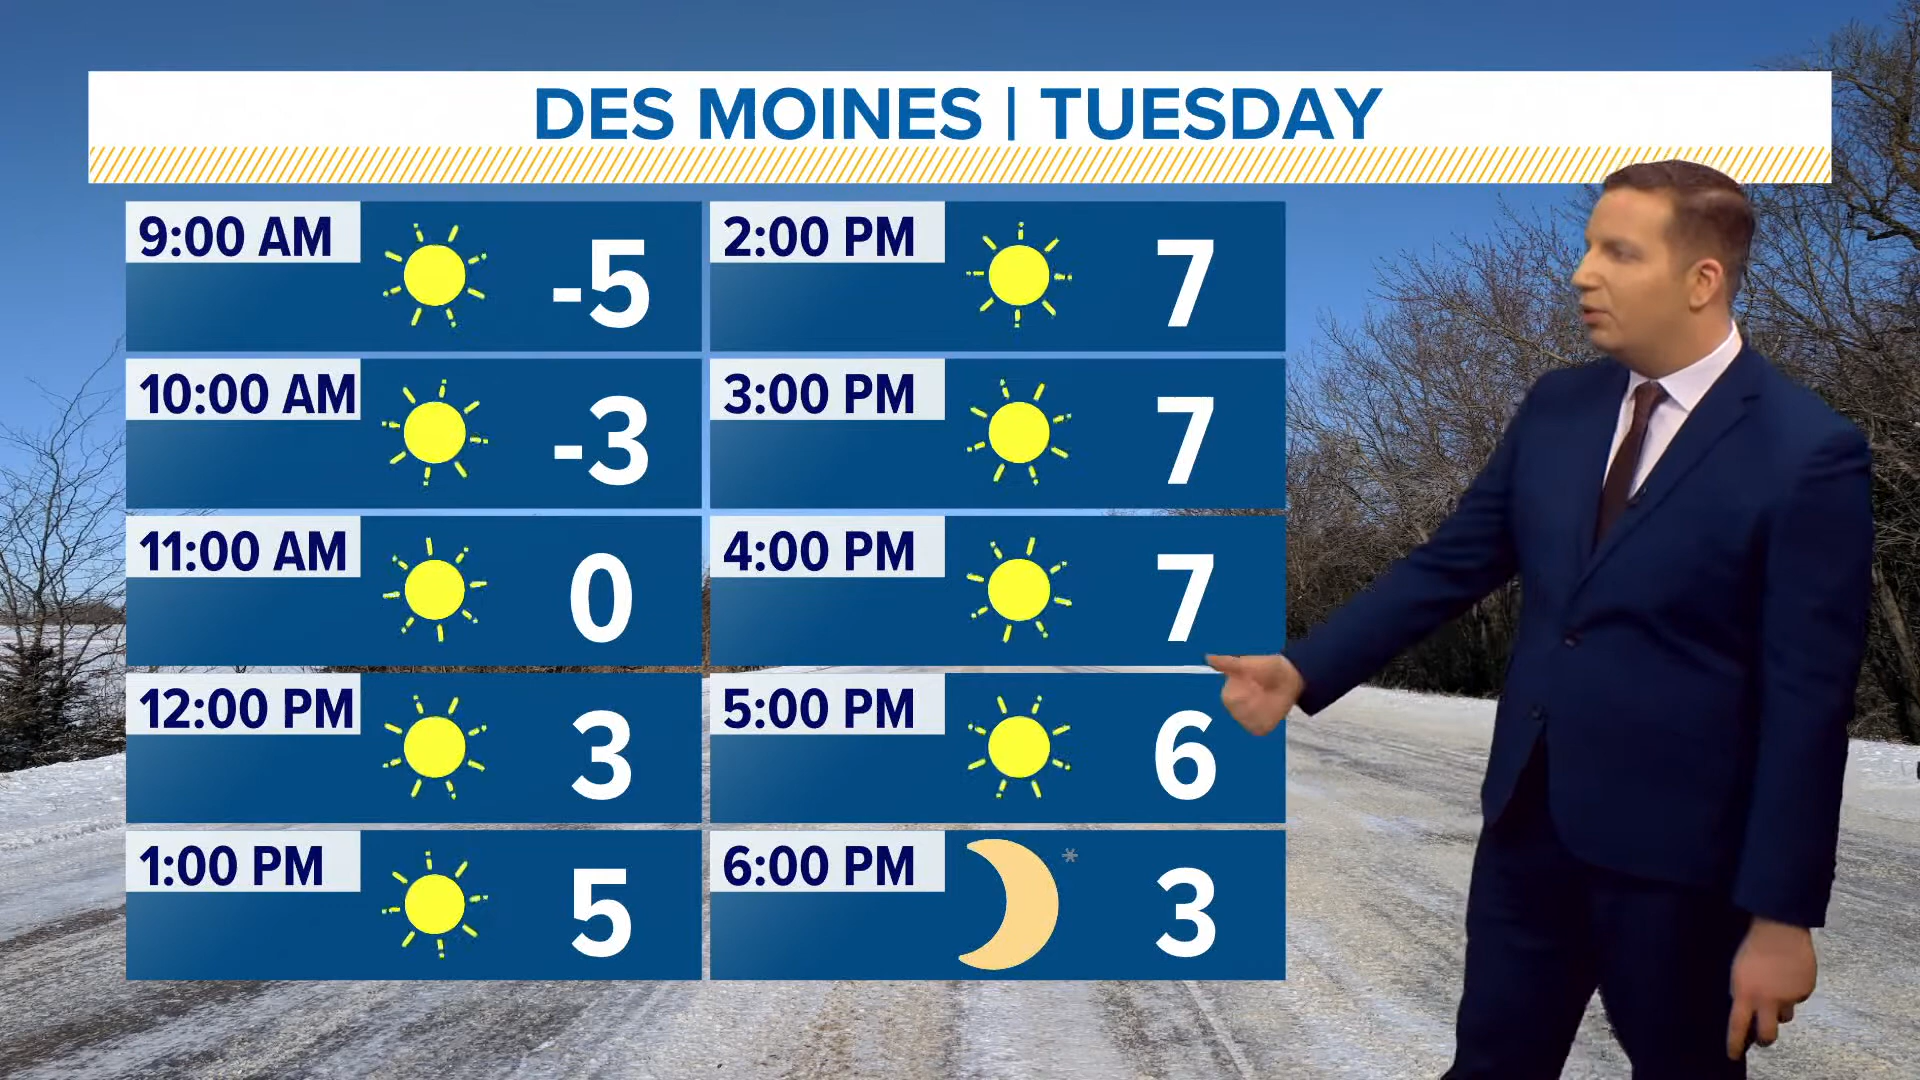 DES MOINES | TUESDAY
9:00 AM
-5
10:00 AM
-3
11:00 AM
0
12:00 PM
3
1:00 PM
5
2:00 PM
7
3:00 PM
7
4:00 PM
7
5:00 PM
6
6:00 PM
3